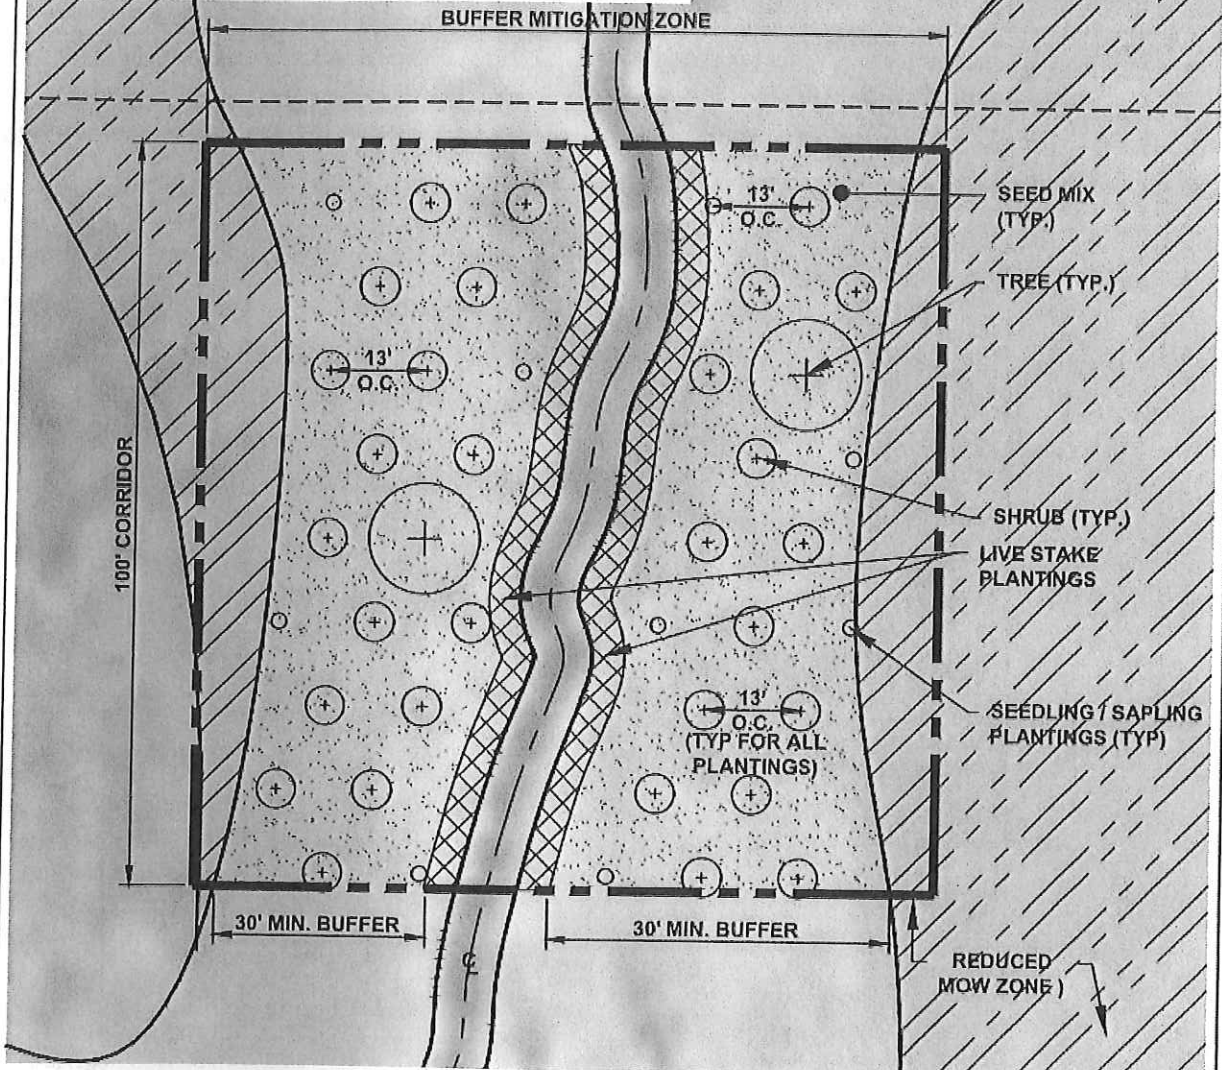 BUFFER MITIGATION ZONE
13'
O.C.
SEED MIX
(TYP.)
TREE (TYP.)
13'
O.C.
100' CORRIDOR
SHRUB (TYP.)
LIVE STAKE
PLANTINGS
13'
O.C.
(TYP FOR ALL
PLANTINGS)
SEEDLING / SAPLING
PLANTINGS (TYP)
30' MIN. BUFFER
30' MIN. BUFFER
CL
REDUCED
MOW ZONE )